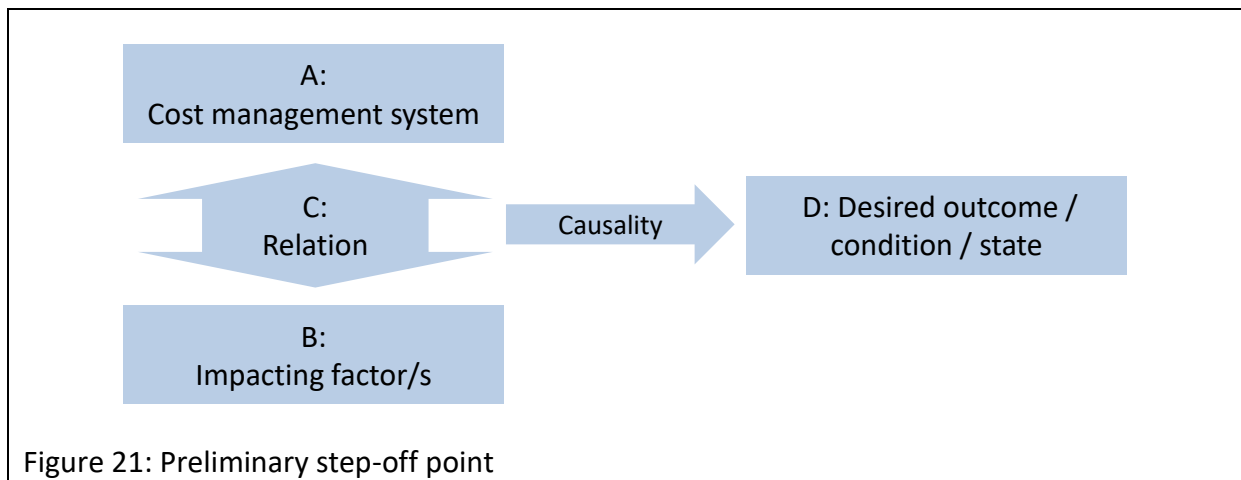 A:
Cost management system
C:
Relation
Causality
D: Desired outcome /
condition / state
B:
Impacting factor/s
Figure 21: Preliminary step-off point